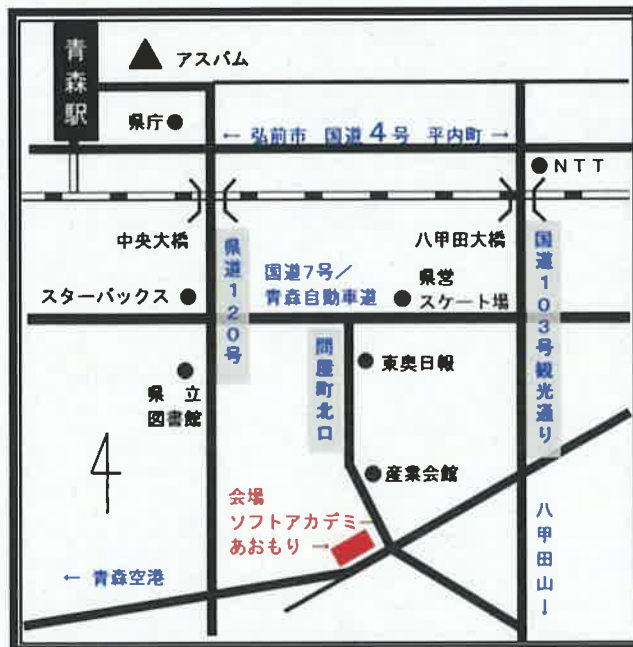 青森駅
アスパム
県庁
← 弘前市 国道4号 平内町 →
NTT
中央大橋
八甲田大橋
県道120号
国道7号／
青森自動車道
県営
スケート場
国道103号観光通り
スターバックス
問屋町北口
東奥日報
県 立
図書館
産業会館
会場
ソフトアカデミー
あおもり →
← 青森空港
八甲田山↓